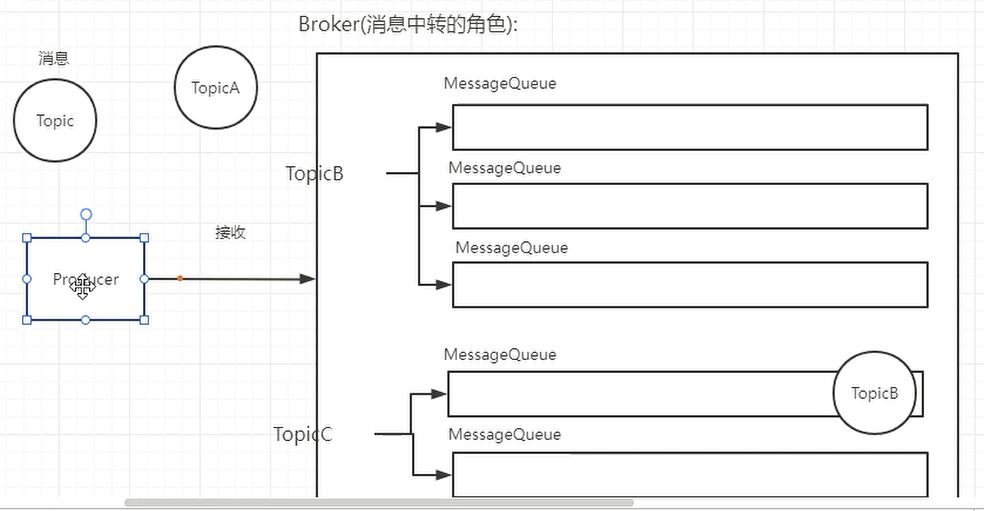 Broker(消息中转的角色):
消息
TopicA
Topic
MessageQueue
TopicB
MessageQueue
接收
MessageQueue
Producer
MessageQueue
TopicB
TopicC
MessageQueue